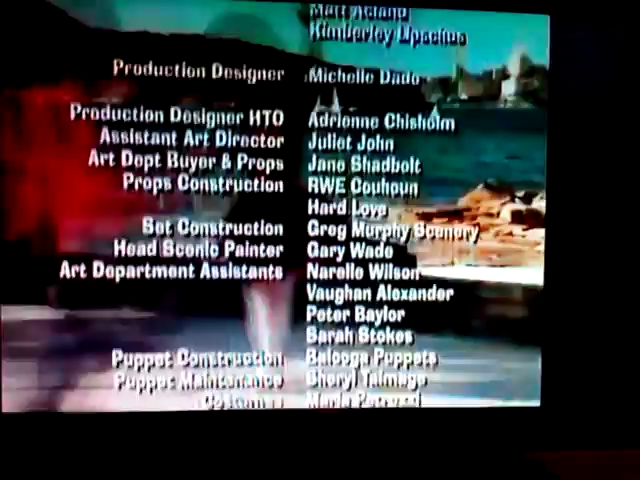 Matt Acland
Kimberley Lipschus
Production Designer Michelle Dado
Production Designer HTO Adrienne Chisholm
Assistant Art Director Juliet John
Art Dept Buyer & Props Jane Shadbolt
Props Construction RWE Couhoun
Hard Love
Set Construction Greg Murphy Scenery
Head Scenic Painter Gary Wade
Art Department Assistants Narelle Wilson
Vaughan Alexander
Peter Baylor
Sarah Stokes
Puppet Construction Balooga Puppets
Puppet Maintenance Cheryl Talmage
Costumes Maria